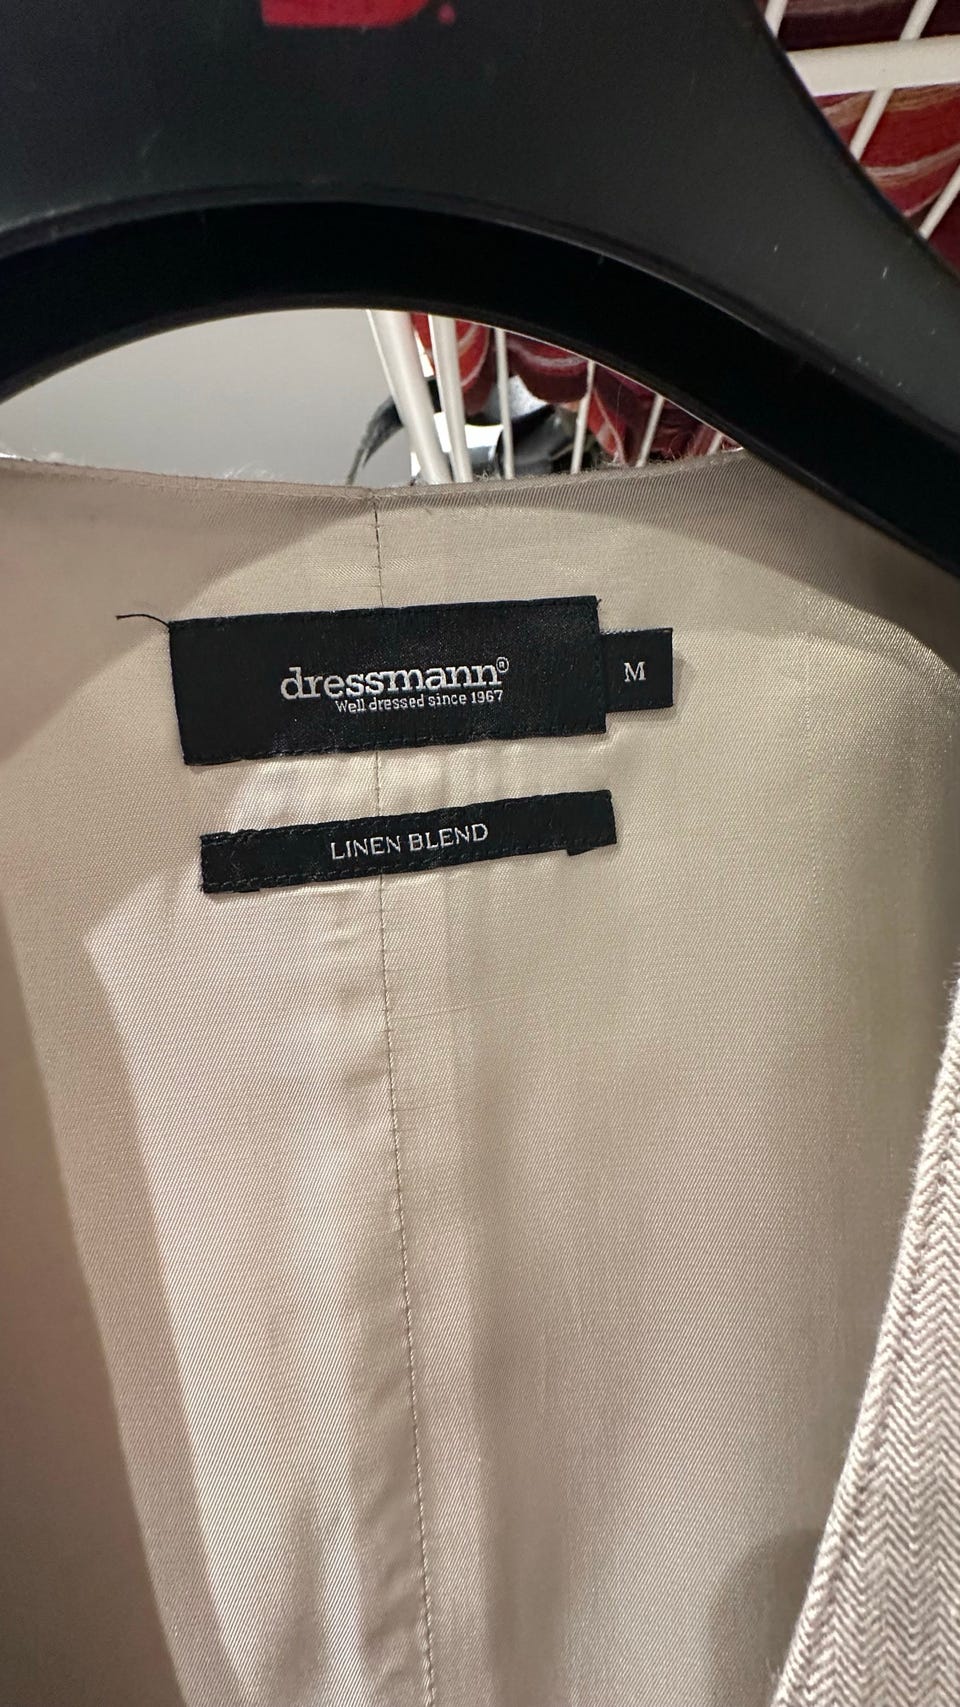 dressmann®
Well dressed since 1967
M
LINEN BLEND